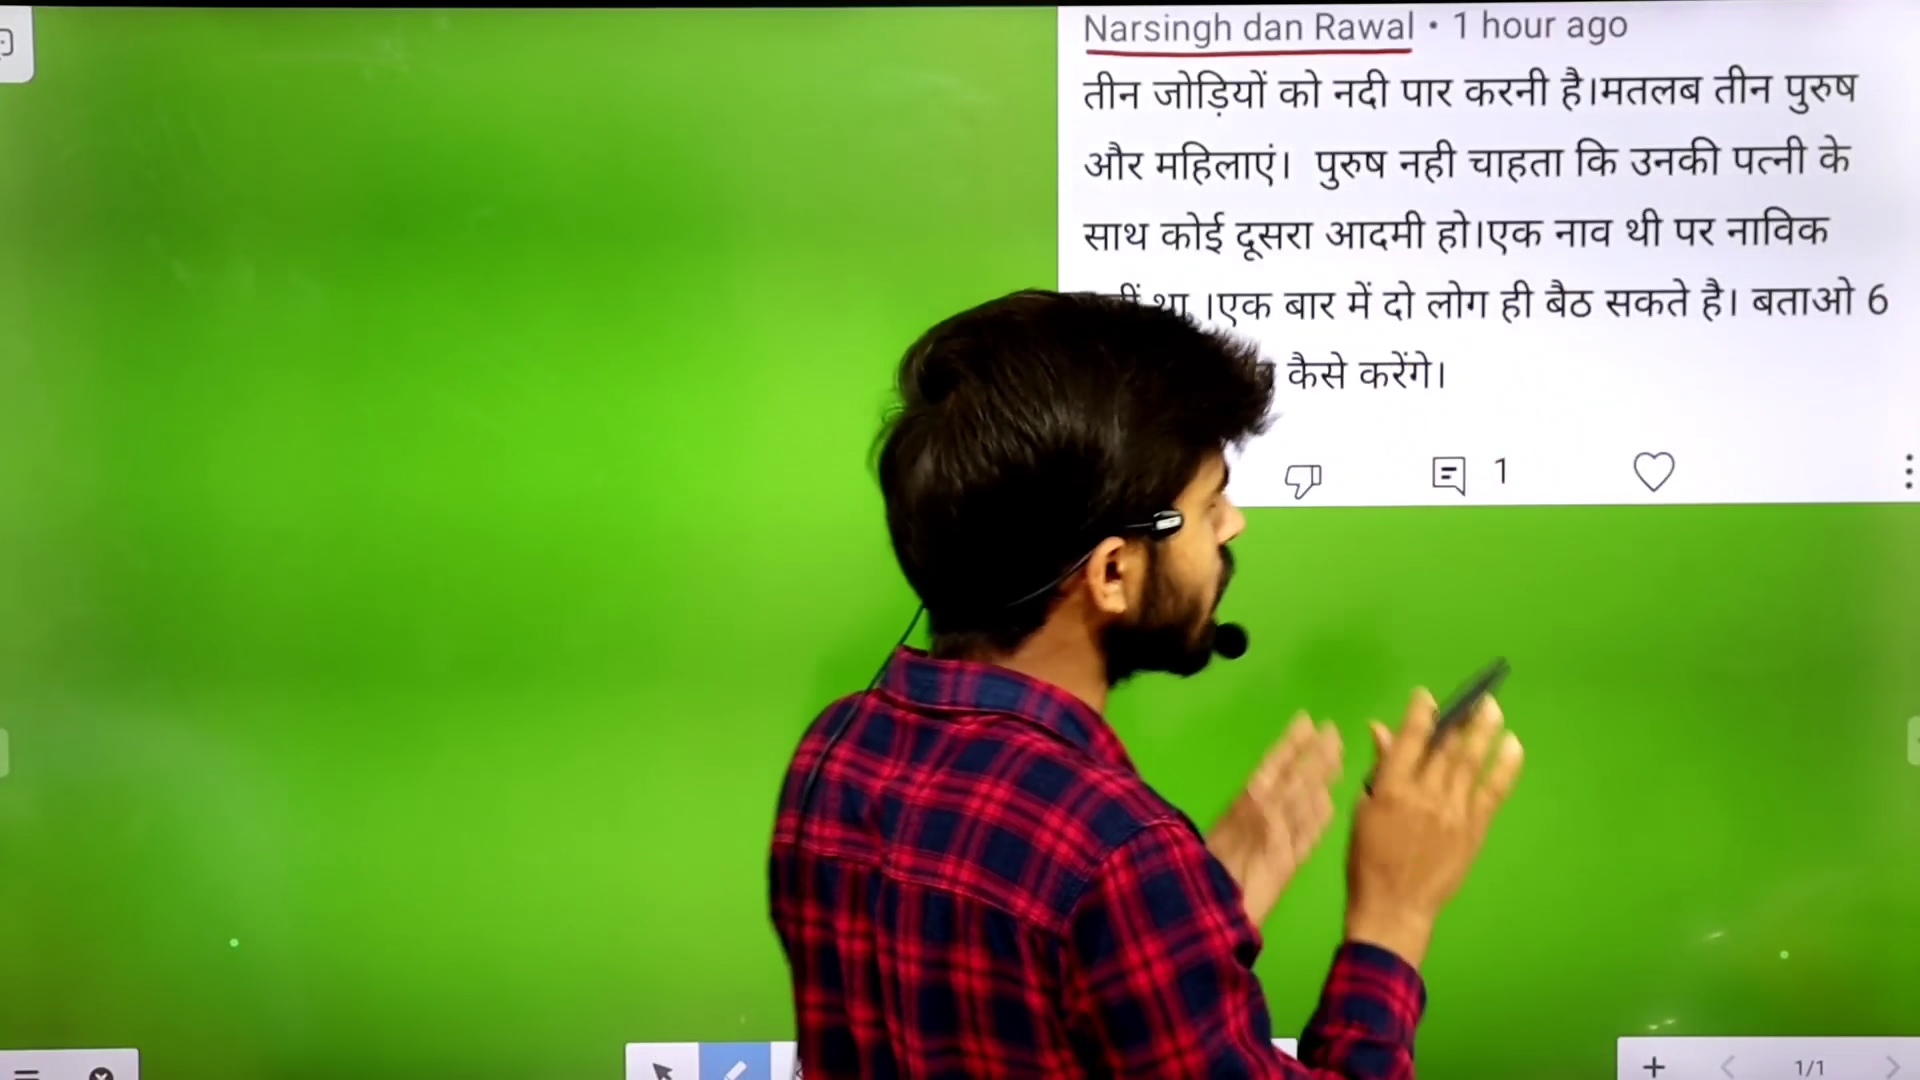 Narsingh dan Rawal • 1 hour ago
तीन जोड़ियों को नदी पार करनी है।मतलब तीन पुरुष
और महिलाएं। पुरुष नही चाहता कि उनकी पत्नी के
साथ कोई दूसरा आदमी हो।एक नाव थी पर नाविक
था ।एक बार में दो लोग ही बैठ सकते है। बताओ 6
कैसे करेंगे।
1
1/1